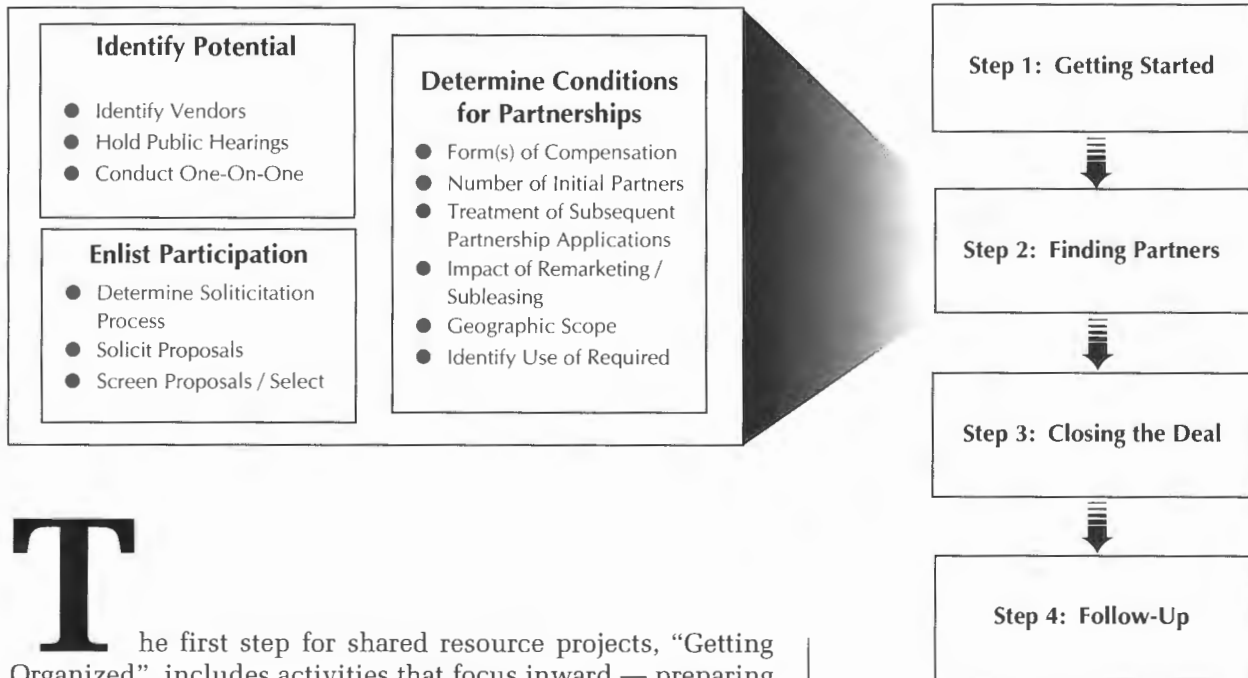 Identify Potential
● Identify Vendors
● Hold Public Hearings
● Conduct One-On-One
Enlist Participation
● Determine Soliticitation
Process
● Solicit Proposals
● Screen Proposals / Select
Determine Conditions
for Partnerships
● Form(s) of Compensation
● Number of Initial Partners
● Treatment of Subsequent
Partnership Applications
● Impact of Remarketing /
Subleasing
● Geographic Scope
● Identify Use of Required
Step 1: Getting Started
Step 2: Finding Partners
Step 3: Closing the Deal
Step 4: Follow-Up
The first step for shared resource projects, “Getting
Organized”, includes activities that focus inward — preparing